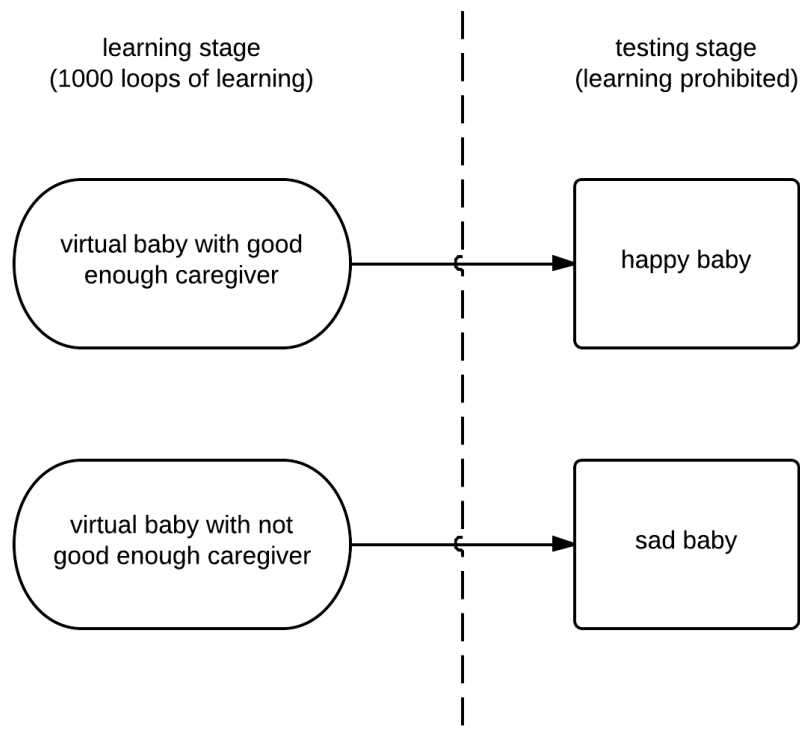 learning stage
(1000 loops of learning)
testing stage
(learning prohibited)
virtual baby with good
enough caregiver
happy baby
virtual baby with not
good enough caregiver
sad baby